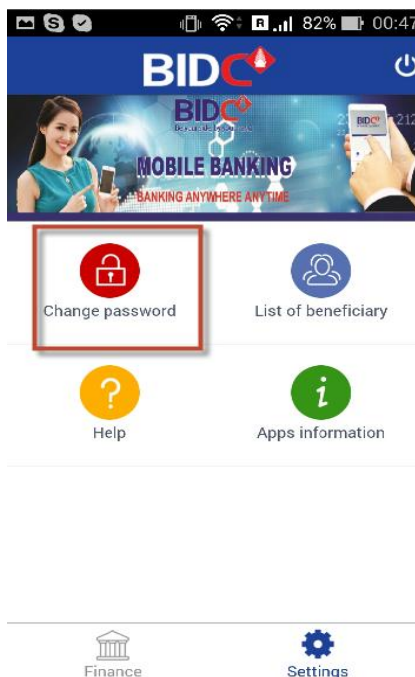 R 82% 00:47
BIDC
BIDC
MOBILE BANKING
BANKING ANYWHERE ANYTIME
BIDC
Change password
List of beneficiary
Help
Apps information
Finance
Settings